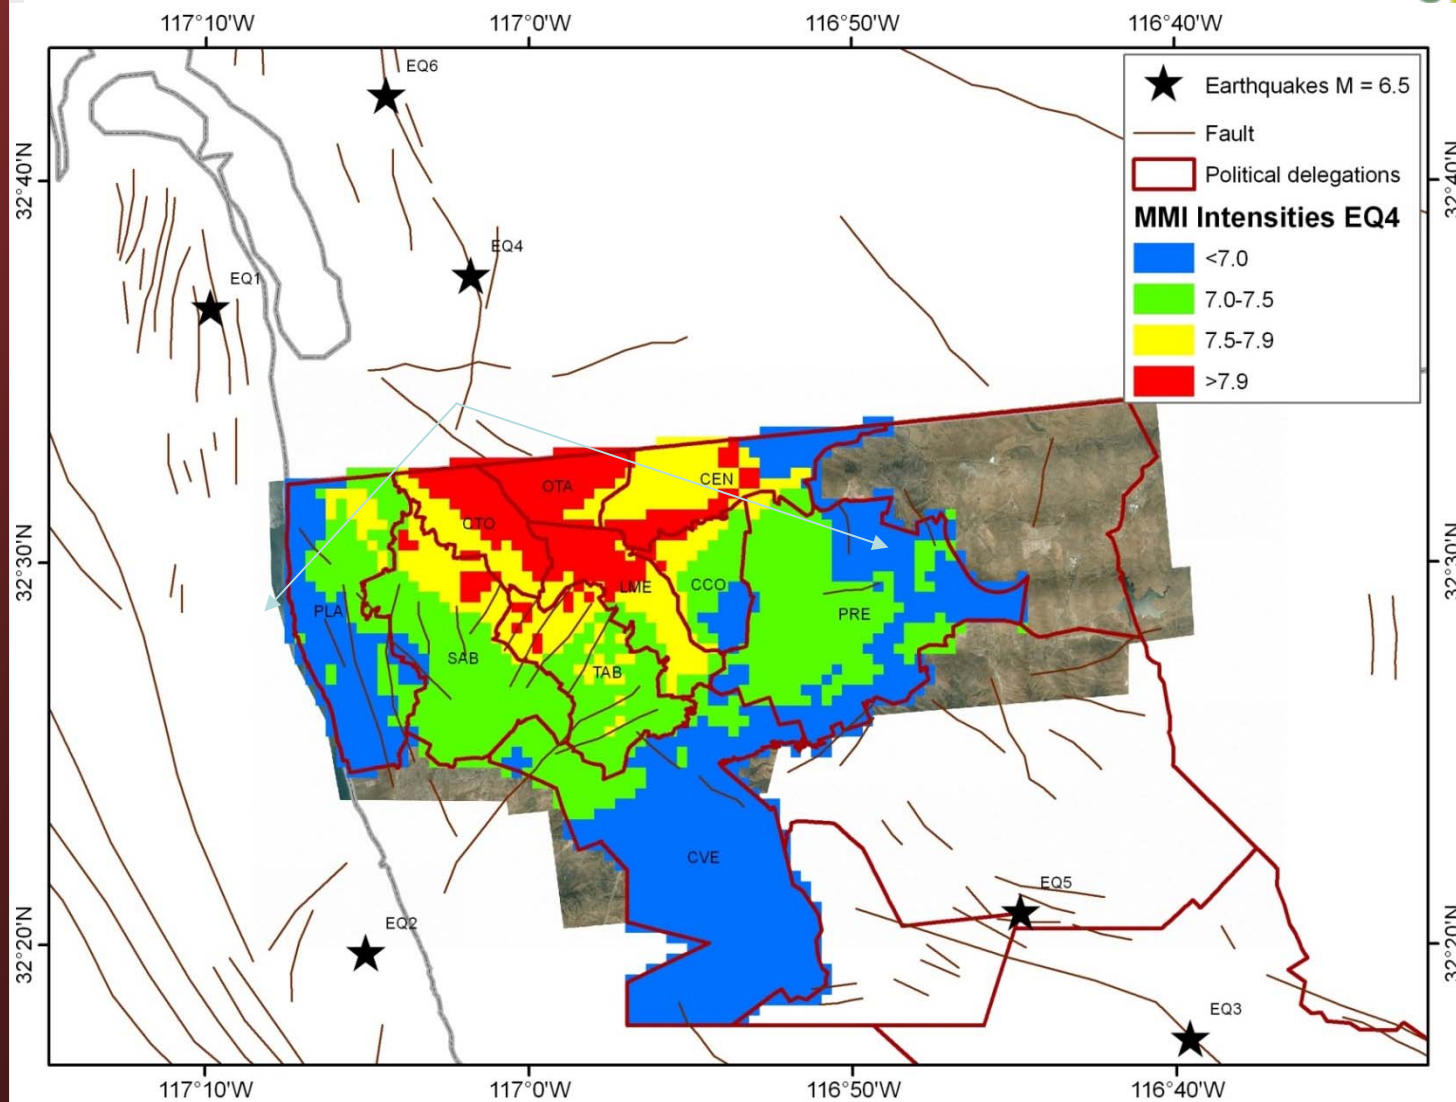 117°10'W 117°0'W 116°50'W 116°40'W
EQ6
Earthquakes M = 6.5
Fault
Political delegations
MMI Intensities EQ4
<7.0
7.0-7.5
7.5-7.9
>7.9
32°40'N 32°40'N
EQ4
EQ1
CEN
OTA
CTO
32°30'N 32°30'N
LME
CCO
PLA
PRE
SAB
TAB
CVE
EQ5
EQ2
32°20'N 32°20'N
EQ3
117°10'W 117°0'W 116°50'W 116°40'W